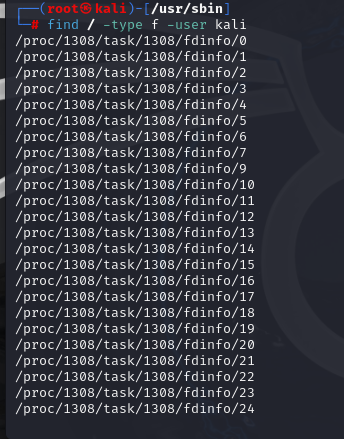 ┌──(root㉿kali)-[/usr/sbin]
└─# find / -type f -user kali
/proc/1308/task/1308/fdinfo/0
/proc/1308/task/1308/fdinfo/1
/proc/1308/task/1308/fdinfo/2
/proc/1308/task/1308/fdinfo/3
/proc/1308/task/1308/fdinfo/4
/proc/1308/task/1308/fdinfo/5
/proc/1308/task/1308/fdinfo/6
/proc/1308/task/1308/fdinfo/7
/proc/1308/task/1308/fdinfo/9
/proc/1308/task/1308/fdinfo/10
/proc/1308/task/1308/fdinfo/11
/proc/1308/task/1308/fdinfo/12
/proc/1308/task/1308/fdinfo/13
/proc/1308/task/1308/fdinfo/14
/proc/1308/task/1308/fdinfo/15
/proc/1308/task/1308/fdinfo/16
/proc/1308/task/1308/fdinfo/17
/proc/1308/task/1308/fdinfo/18
/proc/1308/task/1308/fdinfo/19
/proc/1308/task/1308/fdinfo/20
/proc/1308/task/1308/fdinfo/21
/proc/1308/task/1308/fdinfo/22
/proc/1308/task/1308/fdinfo/23
/proc/1308/task/1308/fdinfo/24